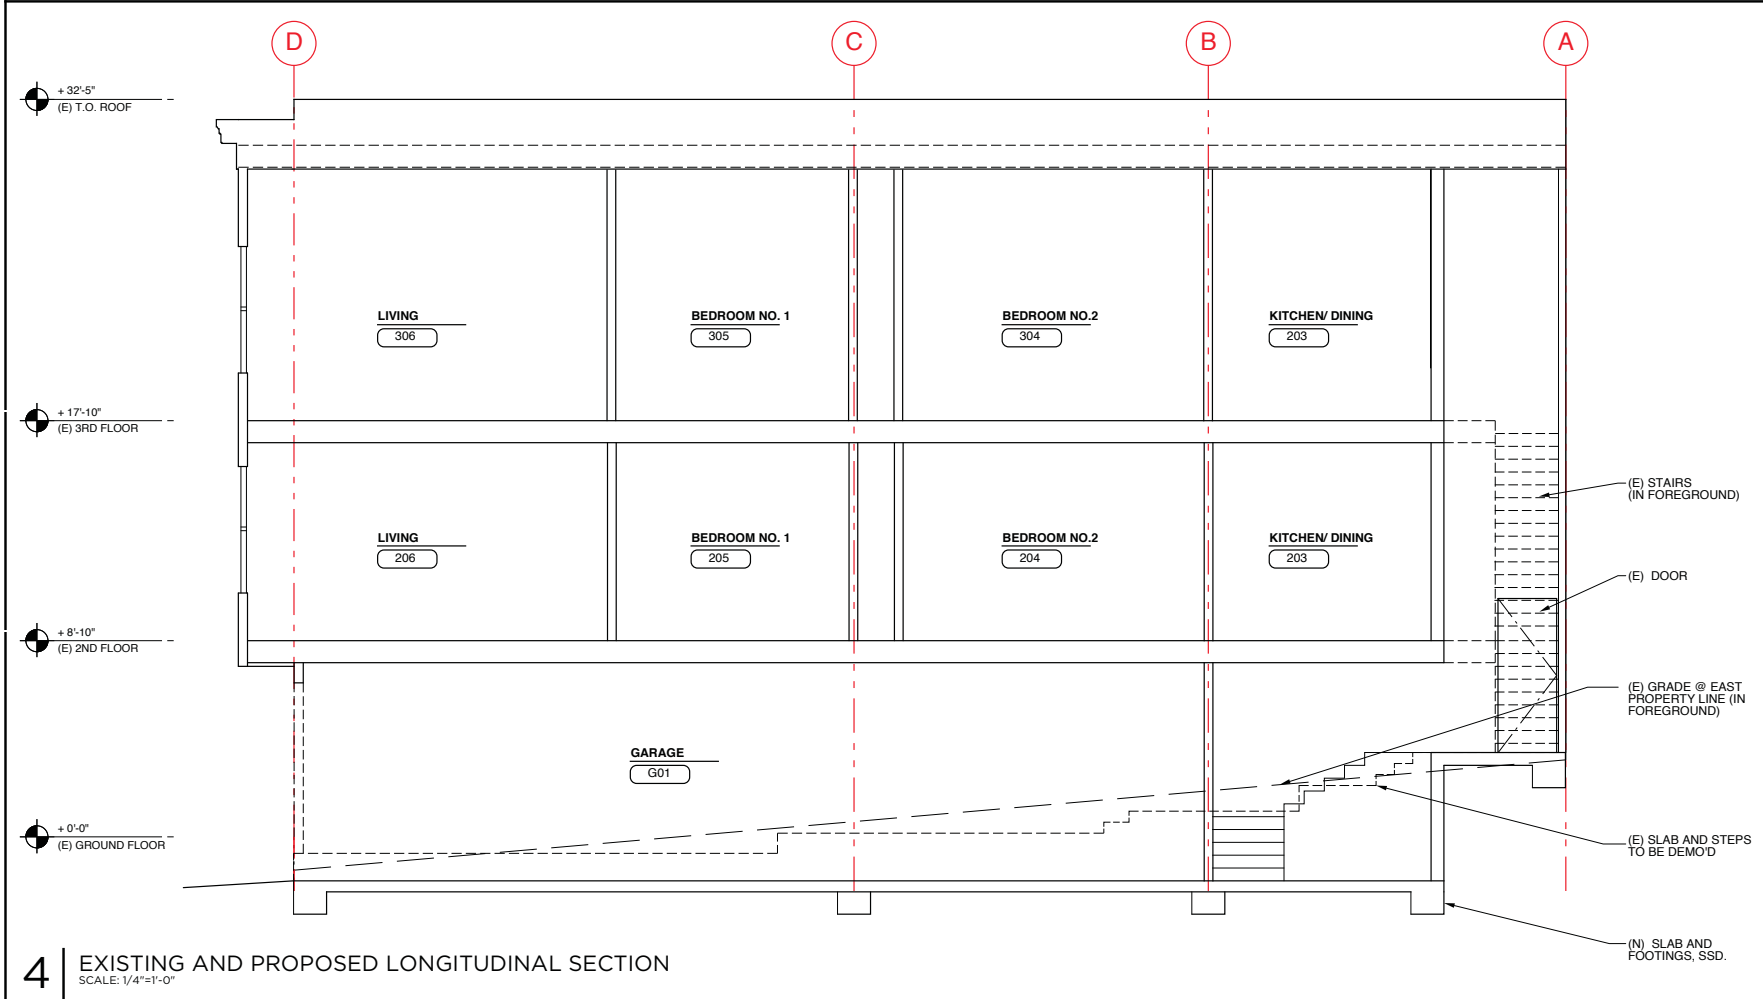 D
C
B
A
+ 32'-5"
(E) T.O. ROOF
LIVING
306
BEDROOM NO. 1
305
BEDROOM NO.2
304
KITCHEN/ DINING
203
+ 17'-10"
(E) 3RD FLOOR
(E) STAIRS
(IN FOREGROUND)
LIVING
206
BEDROOM NO. 1
205
BEDROOM NO.2
204
KITCHEN/ DINING
203
(E) DOOR
+ 8'-10"
(E) 2ND FLOOR
(E) GRADE @ EAST
PROPERTY LINE (IN
FOREGROUND)
GARAGE
G01
+ 0'-0"
(E) GROUND FLOOR
(E) SLAB AND STEPS
TO BE DEMO'D
(N) SLAB AND
FOOTINGS, SSD.
4
EXISTING AND PROPOSED LONGITUDINAL SECTION
SCALE: 1/4"=1'-0"